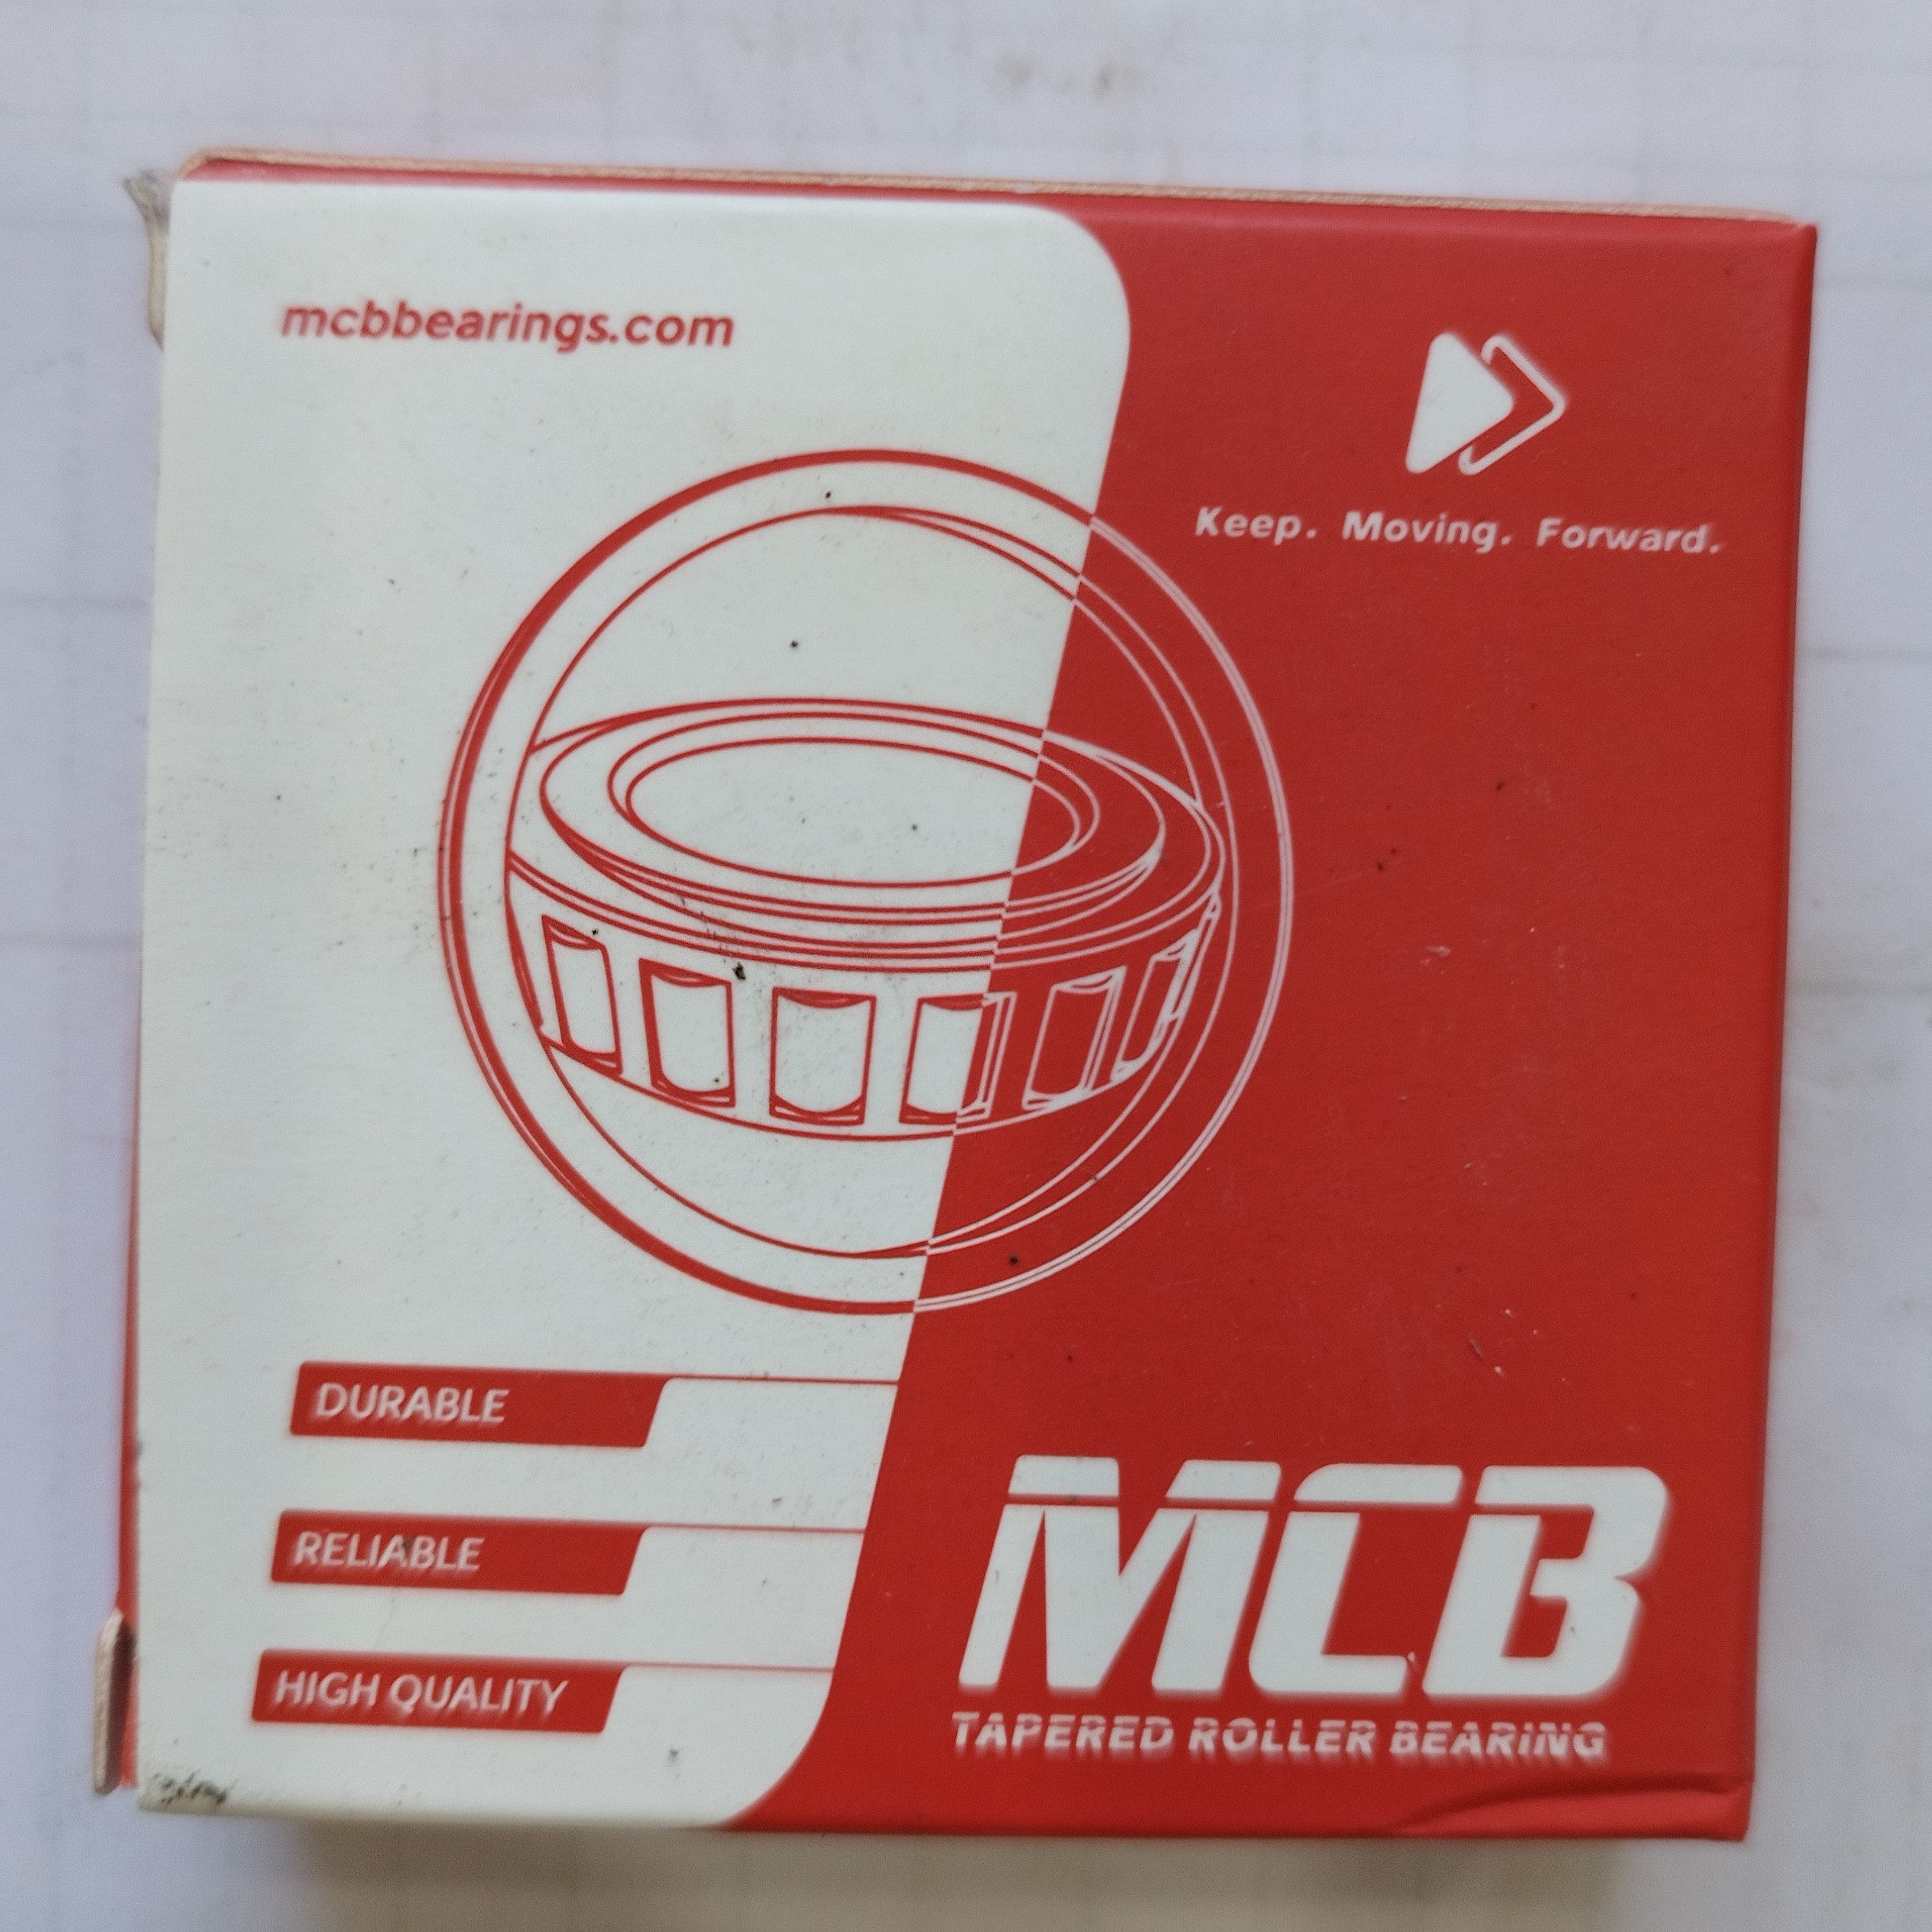 mcbbearings.com
Keep. Moving. Forward.
DURABLE
RELIABLE
HIGH QUALITY
MCB
TAPERED ROLLER BEARING